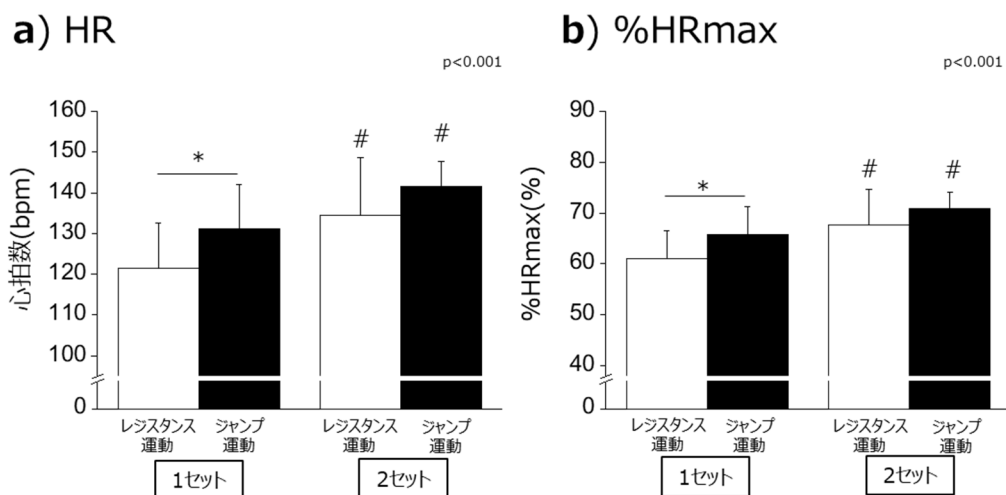 a) HR
p<0.001
心拍数(bpm)
160
150
140
130
120
110
100
0
*
#
#
レジスタンス
運動
ジャンプ
運動
レジスタンス
運動
ジャンプ
運動
1セット
2セット
b) %HRmax
p<0.001
%HRmax(%)
90
80
70
60
50
40
0
*
#
#
レジスタンス
運動
ジャンプ
運動
レジスタンス
運動
ジャンプ
運動
1セット
2セット